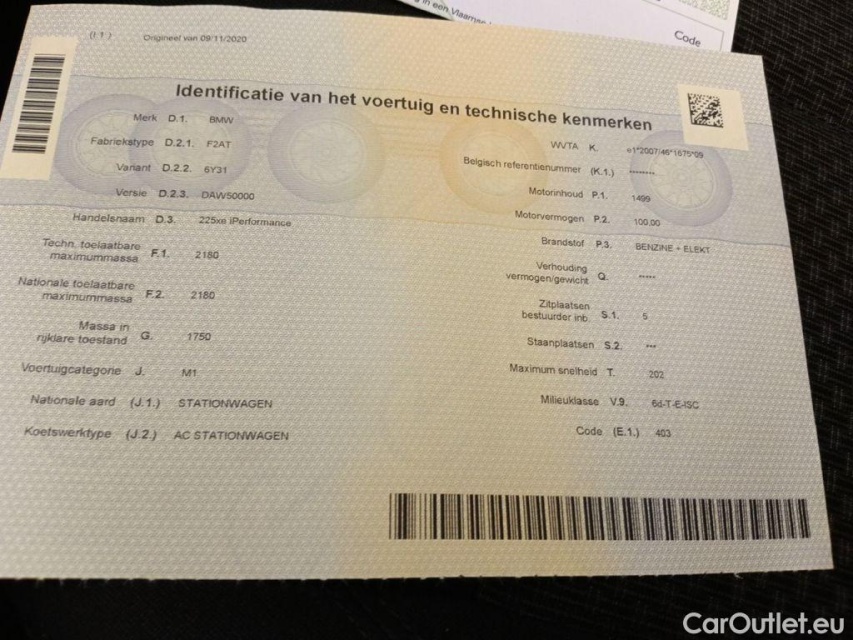 in een Vlaamse
Code
(I.1) Origineel van 09/11/2020
Identificatie van het voertuig en technische kenmerken
Merk D.1. BMW
Fabriekstype D.2.1. F2AT
Variant D.2.2. 6Y31
Versie D.2.3. DAW50000
Handelsnaam D.3. 225xe iPerformance
Techn. toelaatbare
maximummassa F.1. 2180
Nationale toelaatbare
maximummassa F.2. 2180
Massa in
rijklare toestand G. 1750
Voertuigcategorie J. M1
Nationale aard (J.1.) STATIONWAGEN
Koetswerktype (J.2.) AC STATIONWAGEN
WVTA K. e1*2007/46*1675*09
Belgisch referentienummer (K.1.) --------
Motorinhoud P.1. 1499
Motorvermogen P.2. 100.00
Brandstof P.3. BENZINE + ELEKT
Verhouding
vermogen/gewicht Q. -----
Zitplaatsen
bestuurder inb. S.1. 5
Staanplaatsen S.2. ---
Maximum snelheid T. 202
Milieuklasse V.9. 6d-T-E-ISC
Code (E.1.) 403
CarOutlet.eu